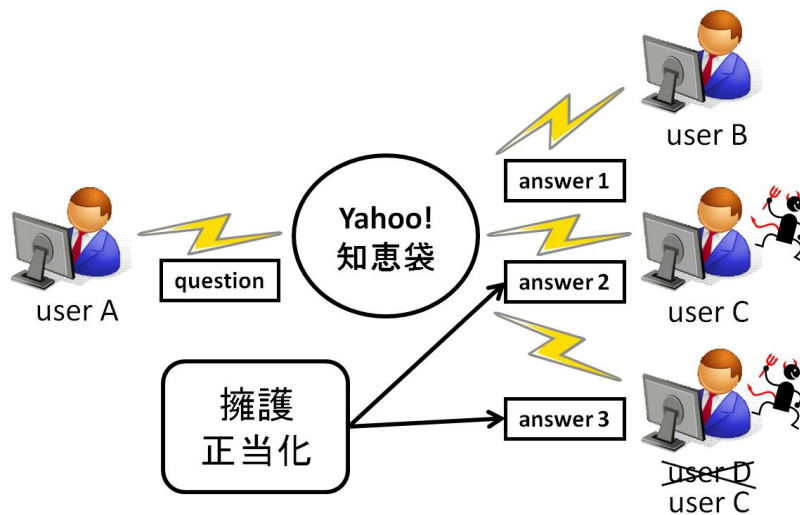 user B
answer 1
Yahoo!
知恵袋
question
user A
answer 2
user C
擁護
正当化
answer 3
user D
user C